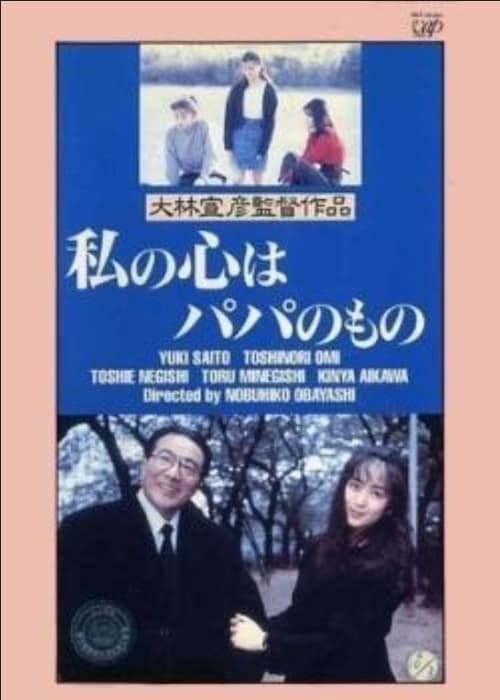 vap
大林宣彦監督作品
私の心は
パパのもの
YUKI SAITO TOSHINORI OMI
TOSHIE NEGISHI TORU MINEGISHI KINYA AIKAWA
Directed by NOBUHIKO OBAYASHI